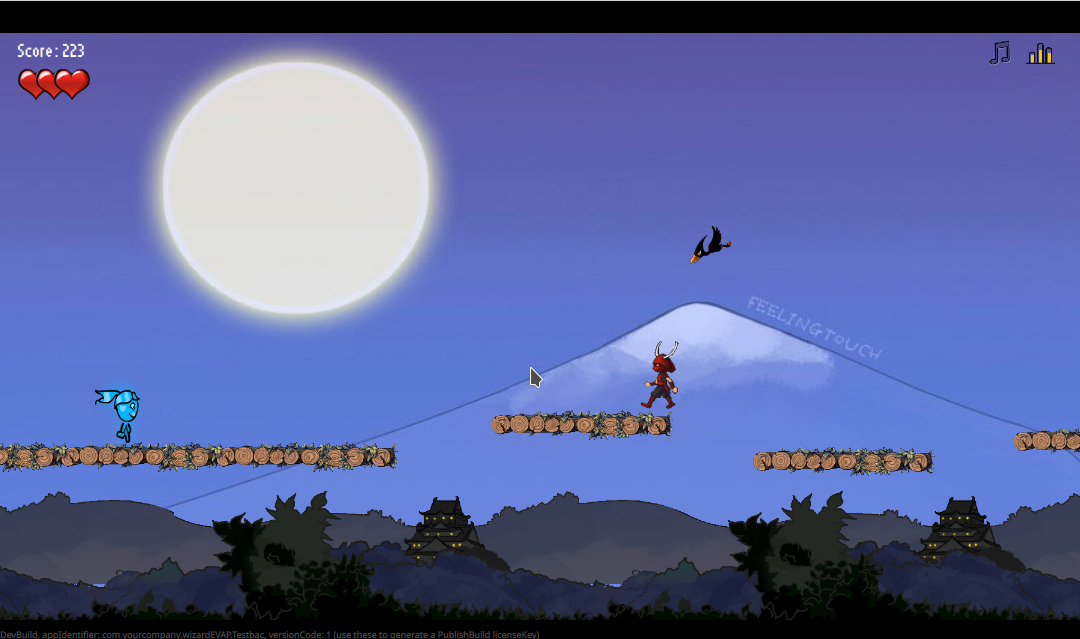 Score: 223
FEELINGTOUCH
DevBuild, appIdentifier: com.yourcompany.wizardEVAP.Testbac, versionCode: 1 (use these to generate a PublishBuild licenseKey)